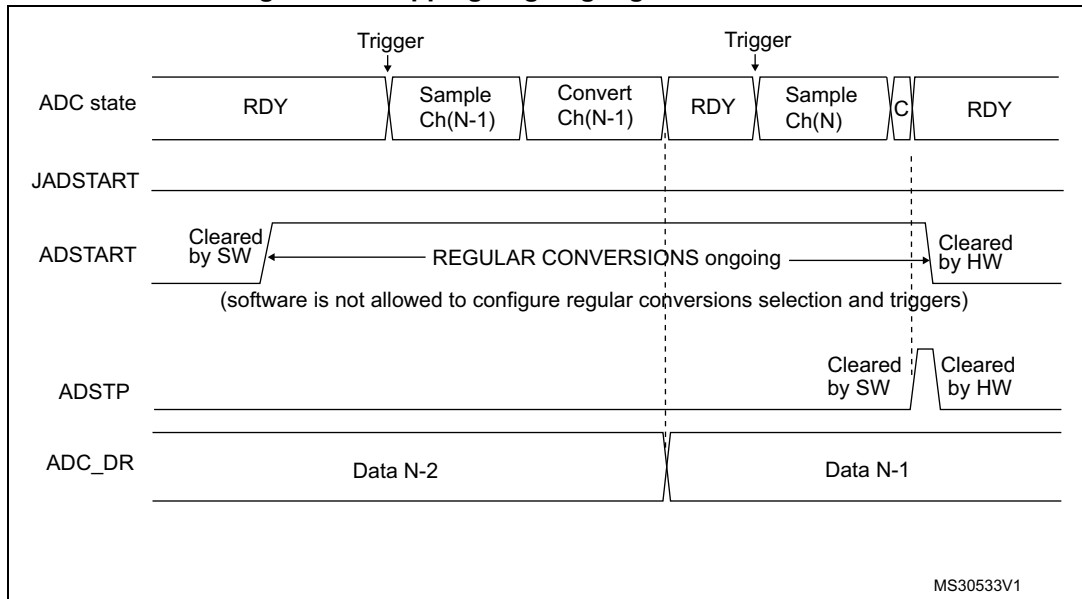 Trigger Trigger
ADC state RDY Sample Ch(N-1) Convert Ch(N-1) RDY Sample Ch(N) C RDY
JADSTART
ADSTART Cleared by SW REGULAR CONVERSIONS ongoing Cleared by HW
(software is not allowed to configure regular conversions selection and triggers)
ADSTP Cleared by SW Cleared by HW
ADC_DR Data N-2 Data N-1
MS30533V1